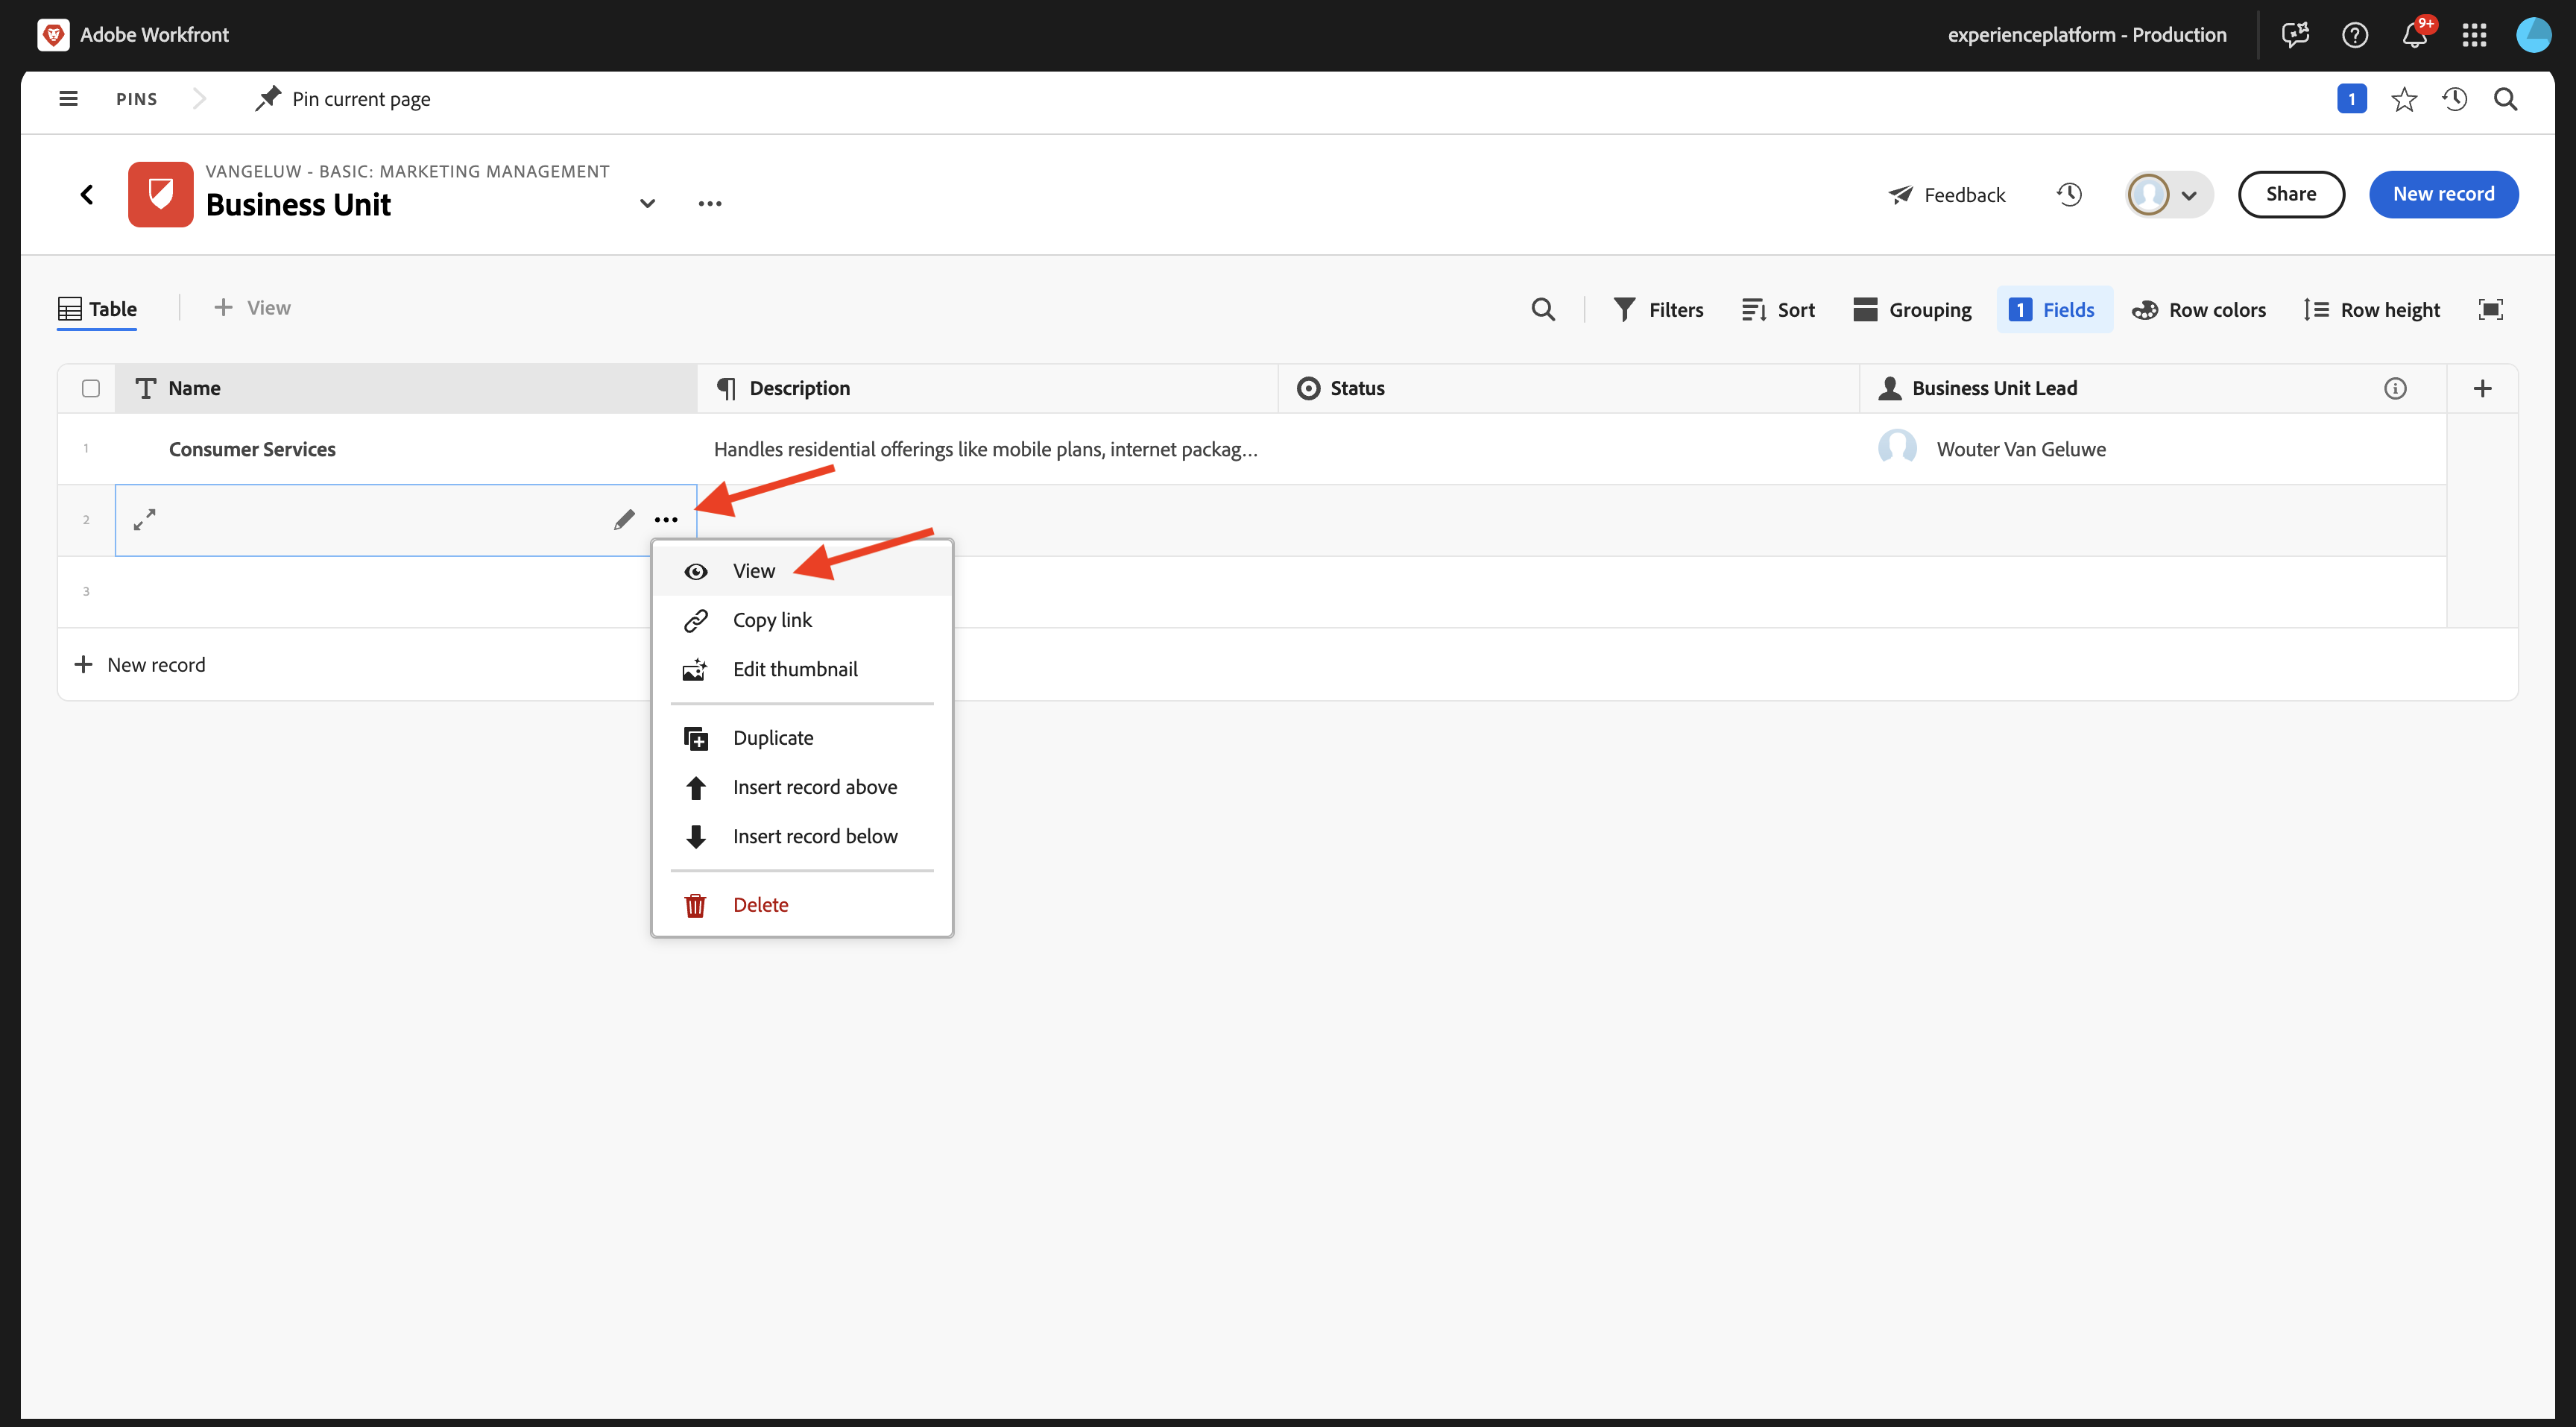 Adobe Workfront
experienceplatform - Production
9+
PINS
Pin current page
1
VANGELUW - BASIC: MARKETING MANAGEMENT
Business Unit
Feedback
Share
New record
Table
View
Filters
Sort
Grouping
1 Fields
Row colors
Row height
Name
Description
Status
Business Unit Lead
1
Consumer Services
Handles residential offerings like mobile plans, internet packag...
Wouter Van Geluwe
2
3
New record
View
Copy link
Edit thumbnail
Duplicate
Insert record above
Insert record below
Delete